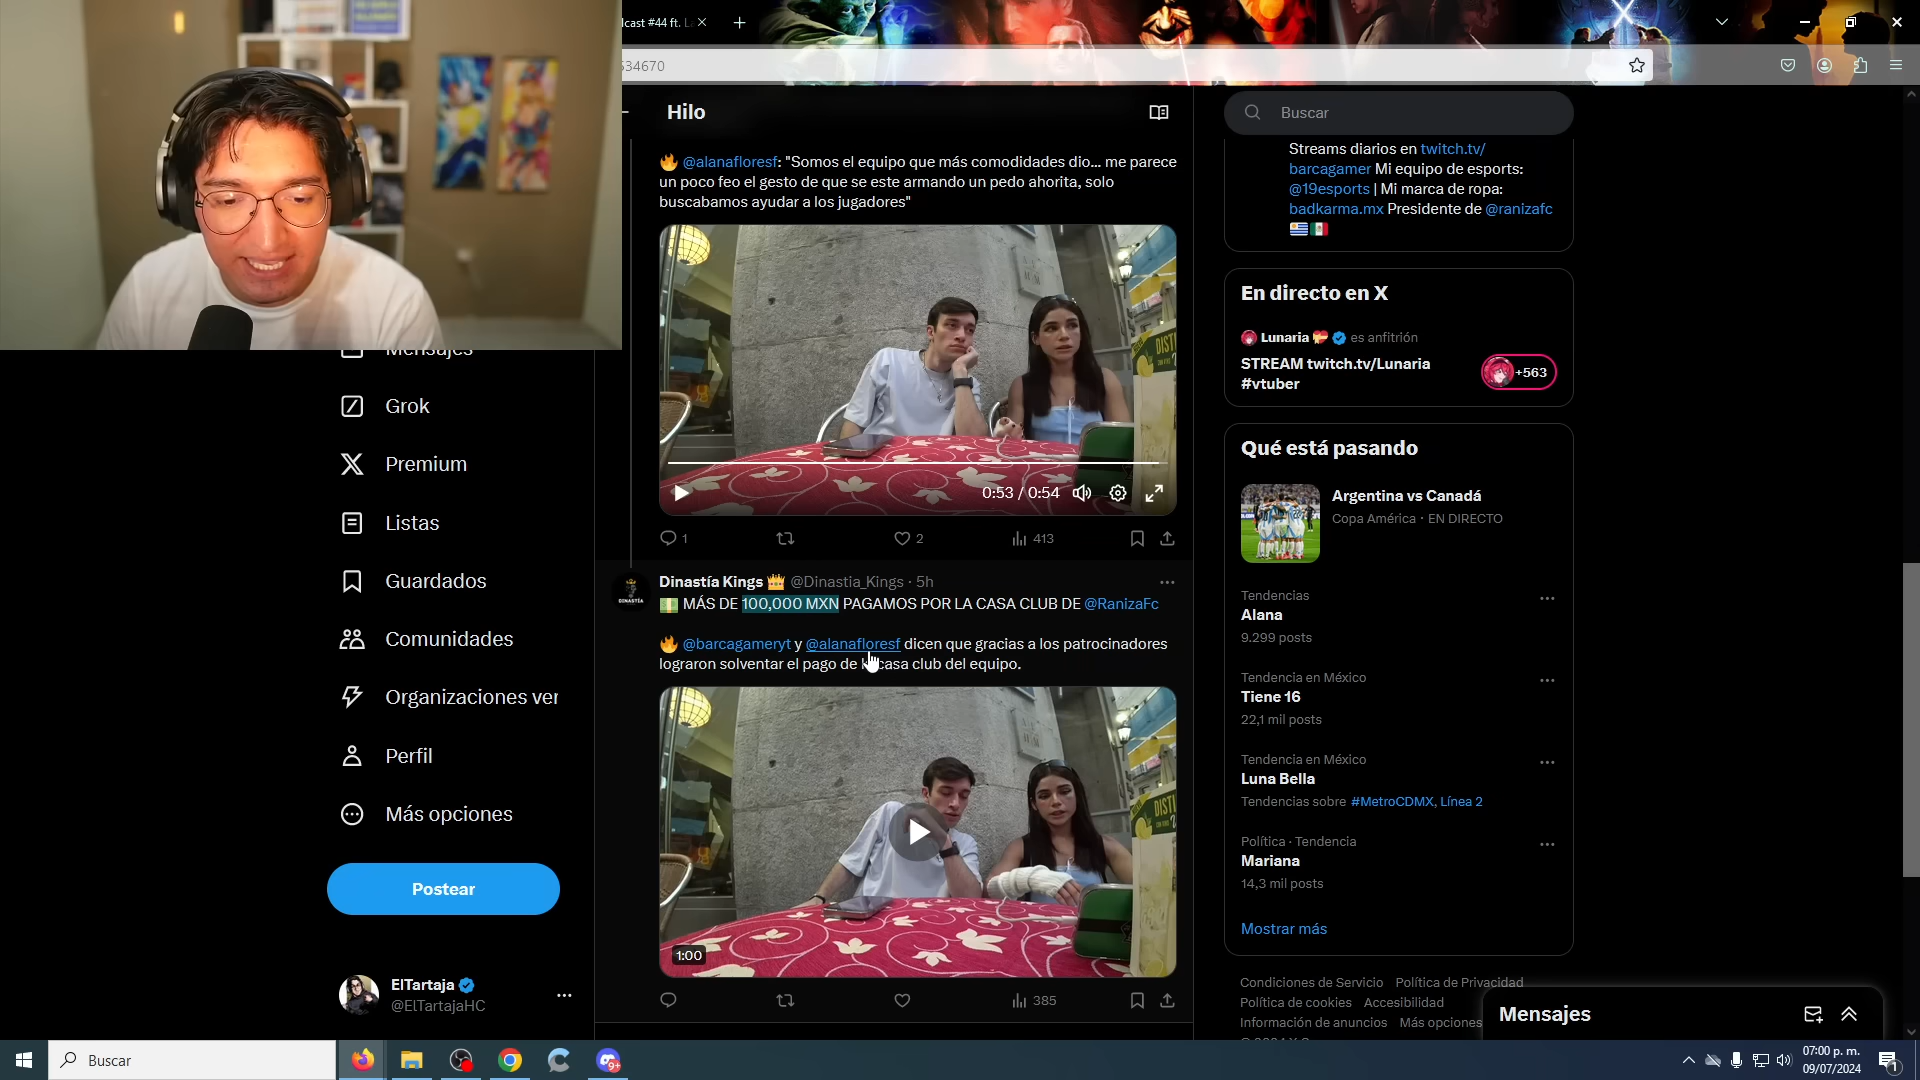 lcast #44 ft. L
534670
Hilo
Buscar
🔥 @alanafloresf: "Somos el equipo que más comodidades dio... me parece
un poco feo el gesto de que se este armando un pedo ahorita, solo
buscabamos ayudar a los jugadores"
0:53 / 0:54
1
2
413
Dinastía Kings 👑 @Dinastia_Kings · 5h
💵 MÁS DE 100,000 MXN PAGAMOS POR LA CASA CLUB DE @RanizaFc
🔥 @barcagameryt y @alanafloresf dicen que gracias a los patrocinadores
lograron solventar el pago de la casa club del equipo.
1:00
385
Mensajes
Grok
Premium
Listas
Guardados
Comunidades
Organizaciones ver
Perfil
Más opciones
Postear
ElTartaja
@ElTartajaHC
Streams diarios en twitch.tv/
barcagamer Mi equipo de esports:
@19esports | Mi marca de ropa:
badkarma.mx Presidente de @ranizafc
🇺🇾🇲🇽
En directo en X
Lunaria es anfitrión
STREAM twitch.tv/Lunaria
#vtuber
+563
Qué está pasando
Argentina vs Canadá
Copa América · EN DIRECTO
Tendencias
Alana
9.299 posts
Tendencia en México
Tiene 16
22,1 mil posts
Tendencia en México
Luna Bella
Tendencias sobre #MetroCDMX, Línea 2
Política · Tendencia
Mariana
14,3 mil posts
Mostrar más
Condiciones de Servicio Política de Privacidad
Política de cookies Accesibilidad
Información de anuncios Más opciones
Mensajes
Buscar
9+
07:00 p. m.
09/07/2024
1